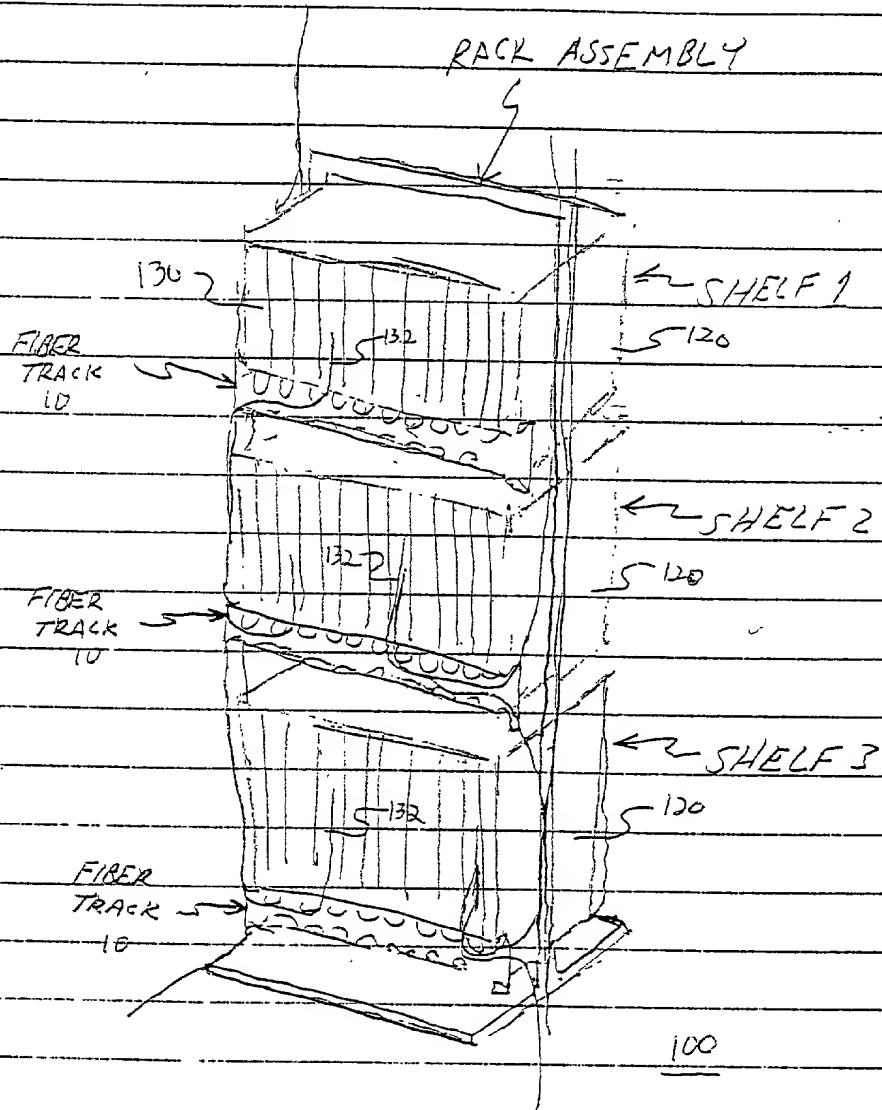 RACK ASSEMBLY
130
SHELF 1
132
120
FIBER
TRACK
10
SHELF 2
132
120
FIBER
TRACK
10
SHELF 3
132
120
FIBER
TRACK
10
100